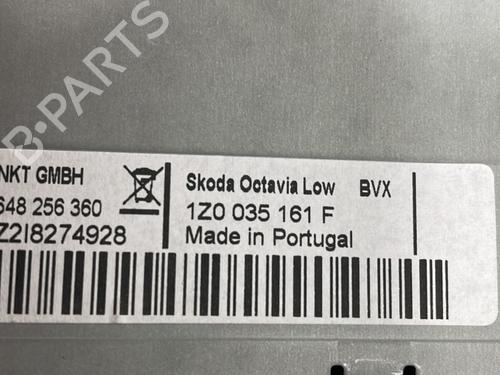 NKT GMBH
648 256 360
Z2I8274928
Skoda Octavia Low BVX
1Z0 035 161 F
Made in Portugal
B-PARTS